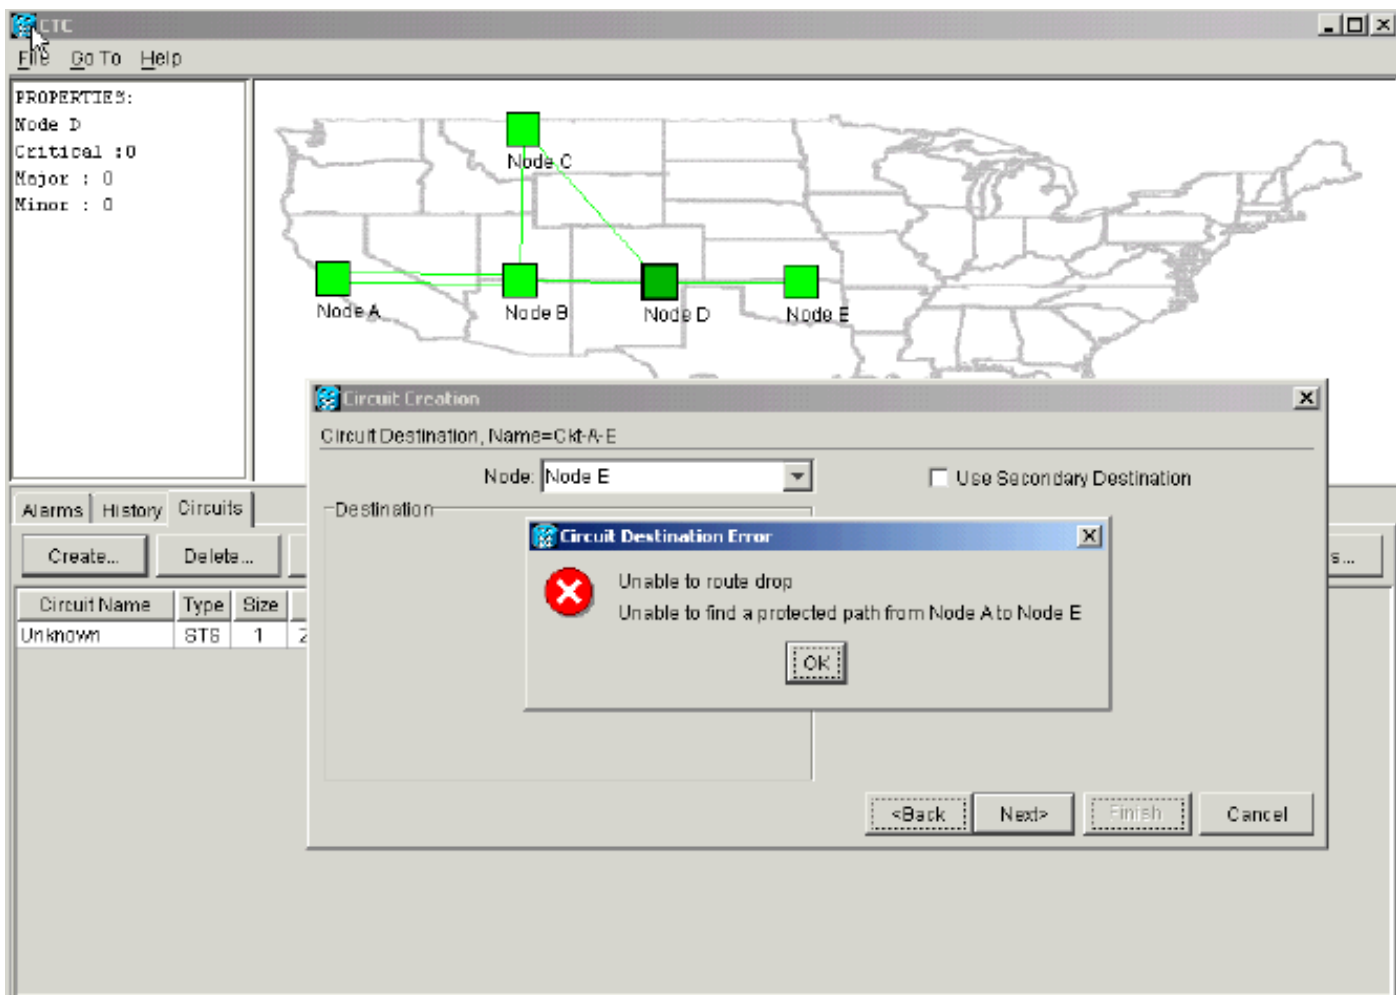 CTC
File Go To Help
PROPERTIES:
Node D
Critical :0
Major : 0
Minor : 0
Node C
Node A
Node B
Node D
Node E
Circuit Creation
Circuit Destination, Name=Ckt-A-E
Node: Node E
Use Secondary Destination
Destination
Alarms History Circuits
Create... Delete... s...
Circuit Destination Error
Unable to route drop
Unable to find a protected path from Node A to Node E
OK
Circuit Name Type Size
Unknown STS 1
<Back Next> Finish Cancel